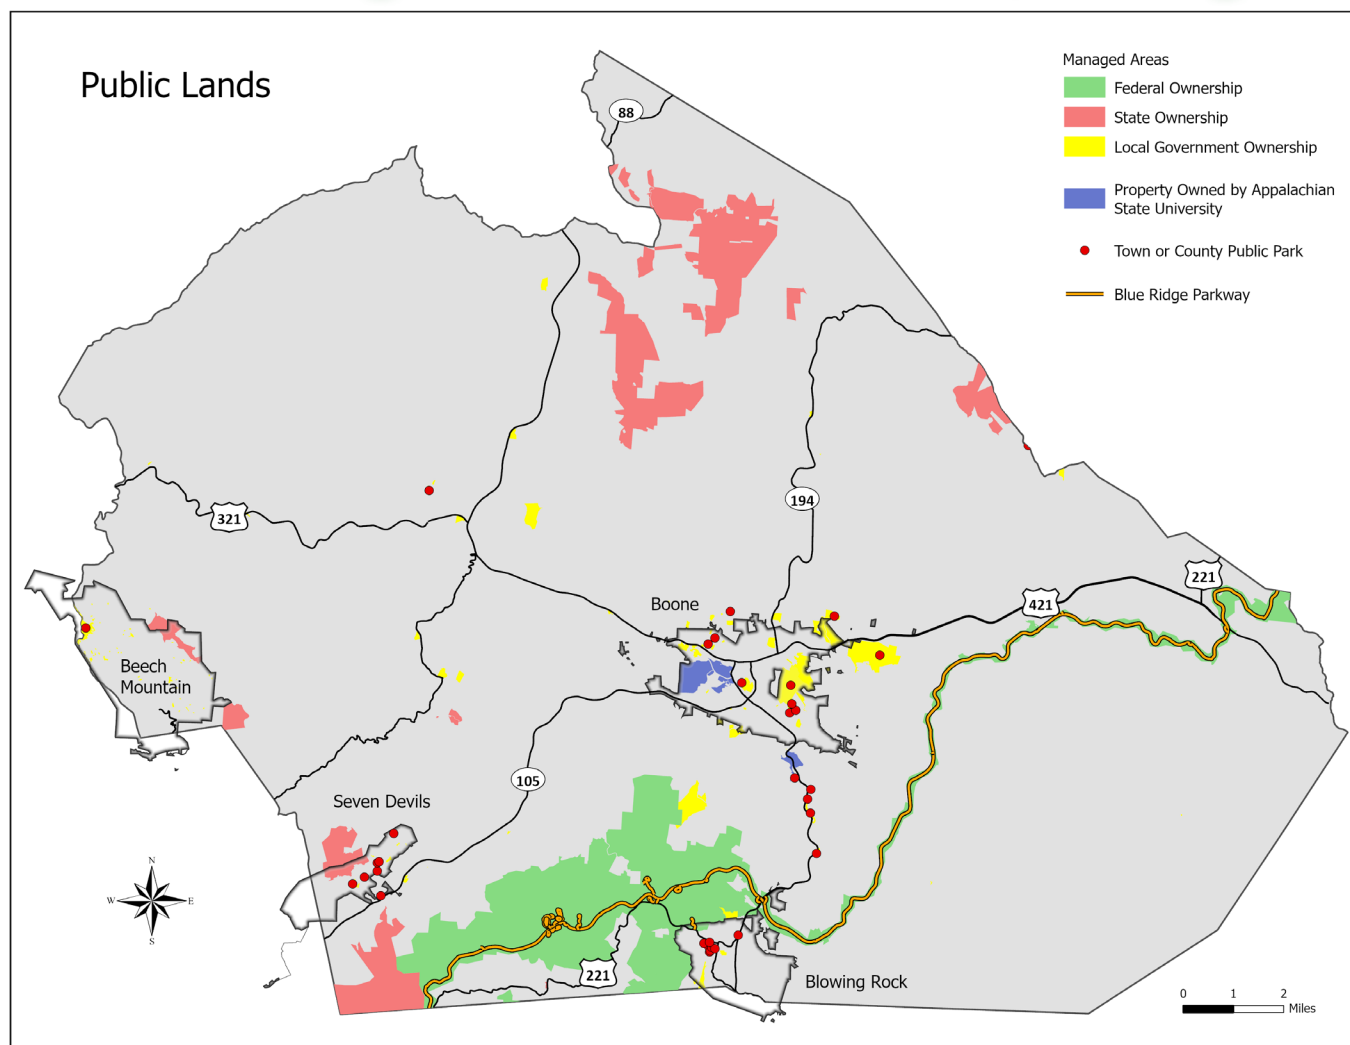 Public Lands
Managed Areas
Federal Ownership
State Ownership
Local Government Ownership
Property Owned by Appalachian
State University
Town or County Public Park
Blue Ridge Parkway
88
194
321
221
421
Boone
Beech
Mountain
105
Seven Devils
N
W E
S
221
Blowing Rock
0 1 2
Miles